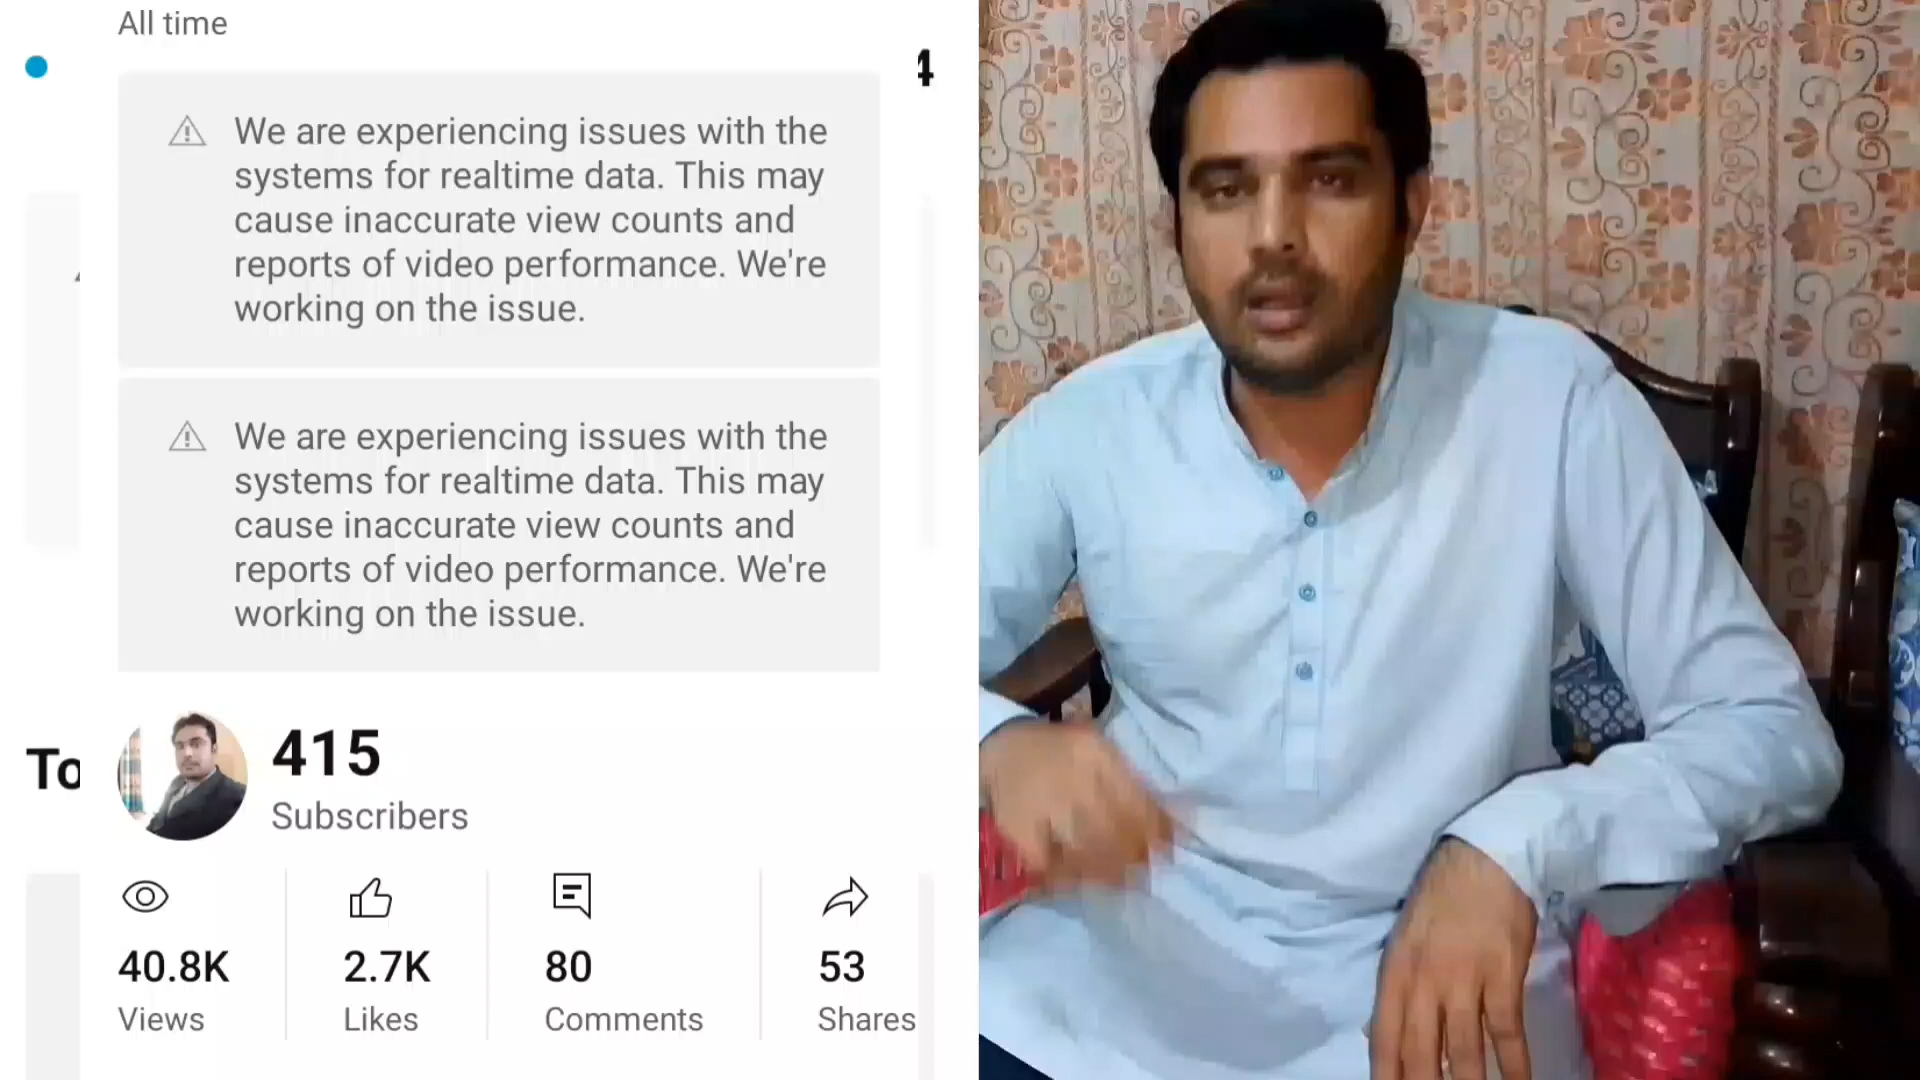 All time
4
We are experiencing issues with the
systems for realtime data. This may
cause inaccurate view counts and
reports of video performance. We're
working on the issue.
We are experiencing issues with the
systems for realtime data. This may
cause inaccurate view counts and
reports of video performance. We're
working on the issue.
To
415
Subscribers
40.8K 2.7K 80 53
Views Likes Comments Shares